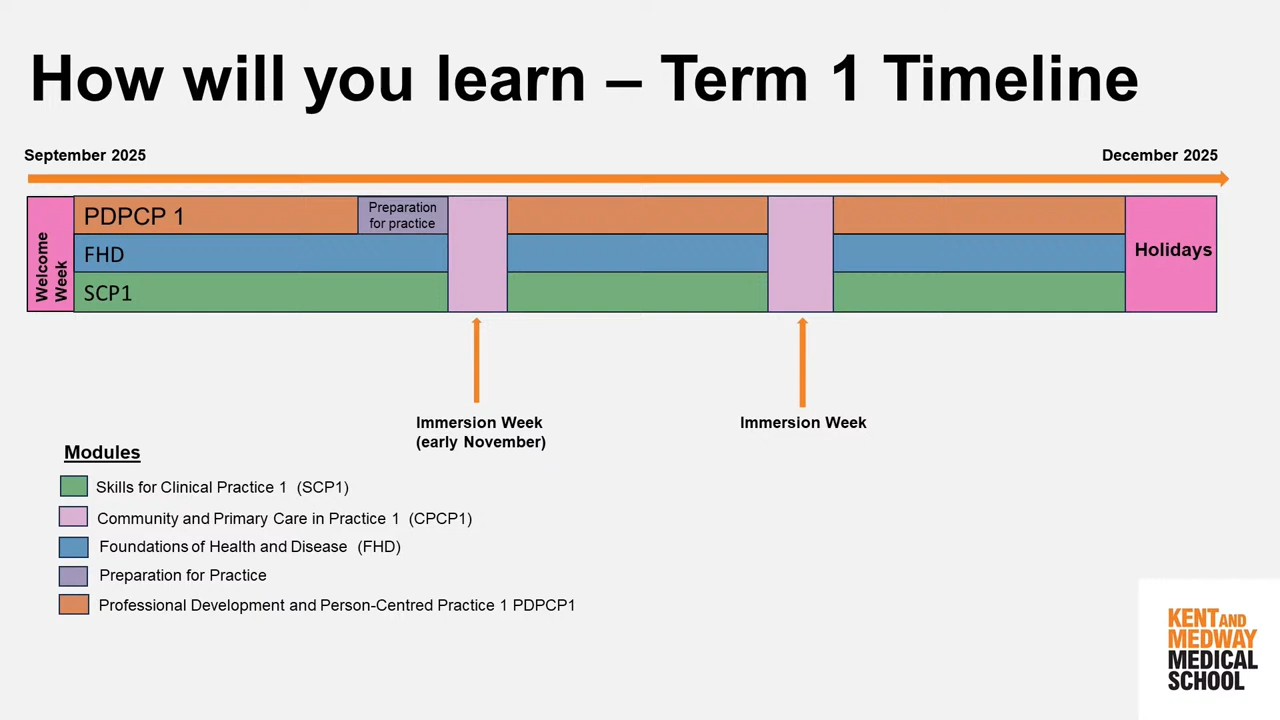 How will you learn – Term 1 Timeline
September 2025
December 2025
Welcome
Week
PDPCP 1
Preparation
for practice
FHD
SCP1
Holidays
Immersion Week
(early November)
Immersion Week
Modules
Skills for Clinical Practice 1 (SCP1)
Community and Primary Care in Practice 1 (CPCP1)
Foundations of Health and Disease (FHD)
Preparation for Practice
Professional Development and Person-Centred Practice 1 PDPCP1
KENT AND
MEDWAY
MEDICAL
SCHOOL